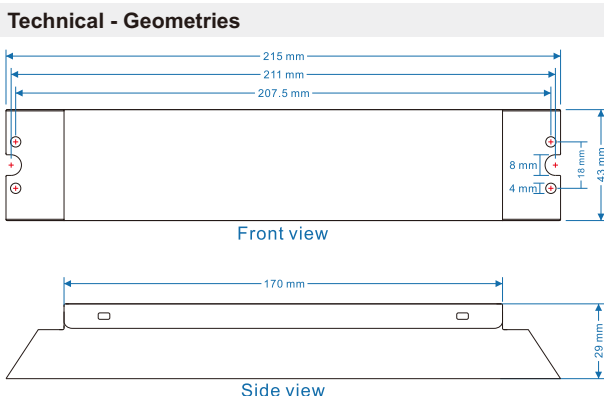 Technical - Geometries
215 mm
211 mm
207.5 mm
8 mm
18 mm
43 mm
4 mm
Front view
170 mm
29 mm
Side view